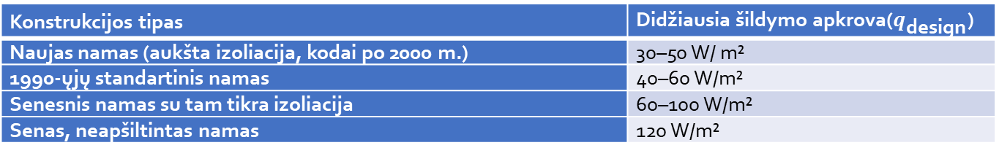 Konstrukcijos tipas Didžiausia šildymo apkrova(q design)
Naujas namas (aukšta izoliacija, kodai po 2000 m.) 30–50 W/ m²
1990-ųjų standartinis namas 40–60 W/m²
Senesnis namas su tam tikra izoliacija 60–100 W/m²
Senas, neapšiltintas namas 120 W/m²